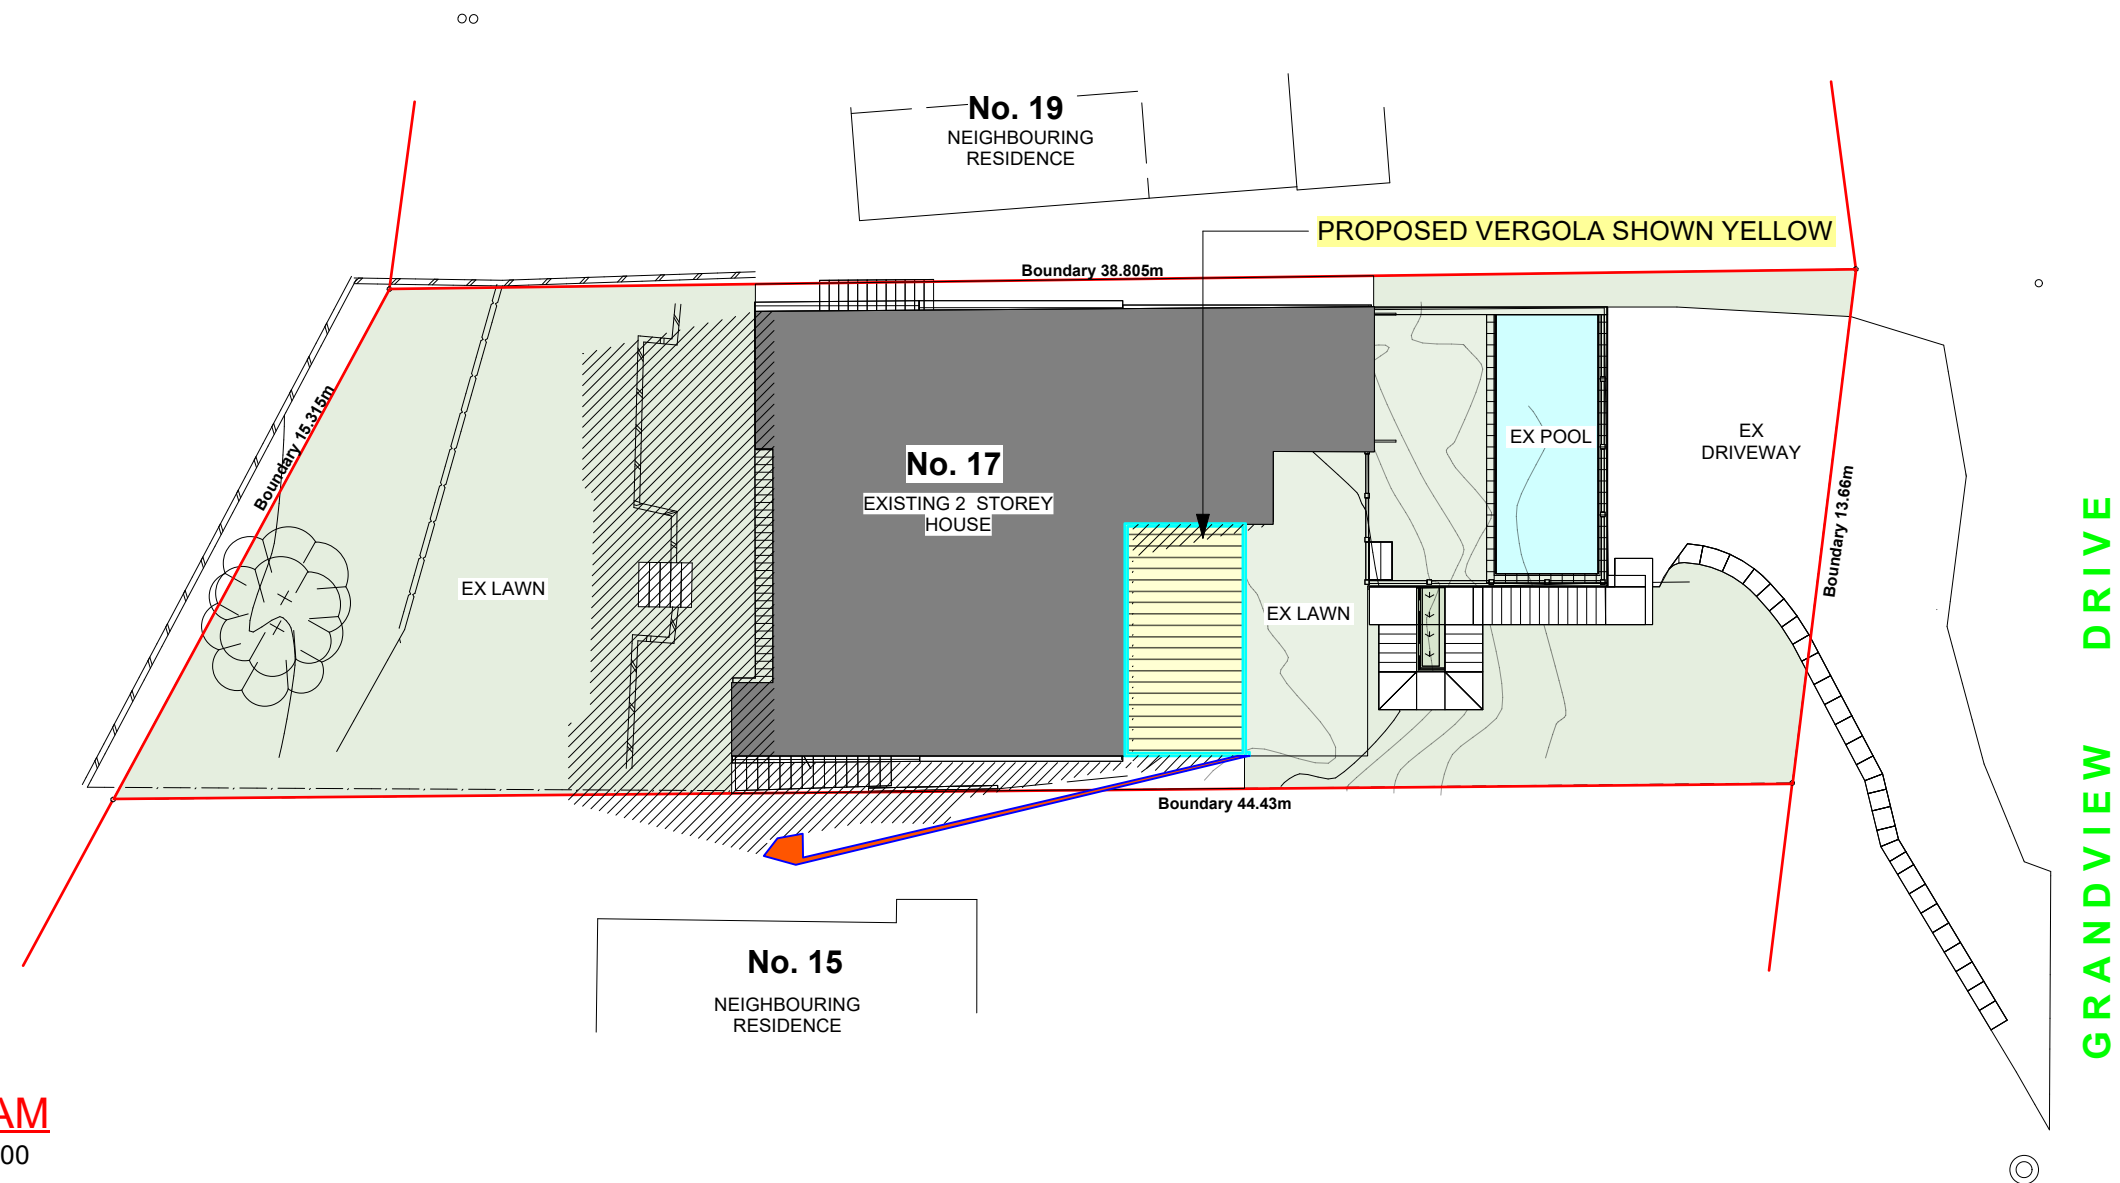 No. 19
NEIGHBOURING
RESIDENCE
PROPOSED VERGOLA SHOWN YELLOW
Boundary 38.805m
Boundary 15.315m
EX POOL
EX
DRIVEWAY
No. 17
EXISTING 2 STOREY
HOUSE
Boundary 13.66m
EX LAWN
EX LAWN
GRANDVIEW DRIVE
Boundary 44.43m
No. 15
NEIGHBOURING
RESIDENCE
AM
00